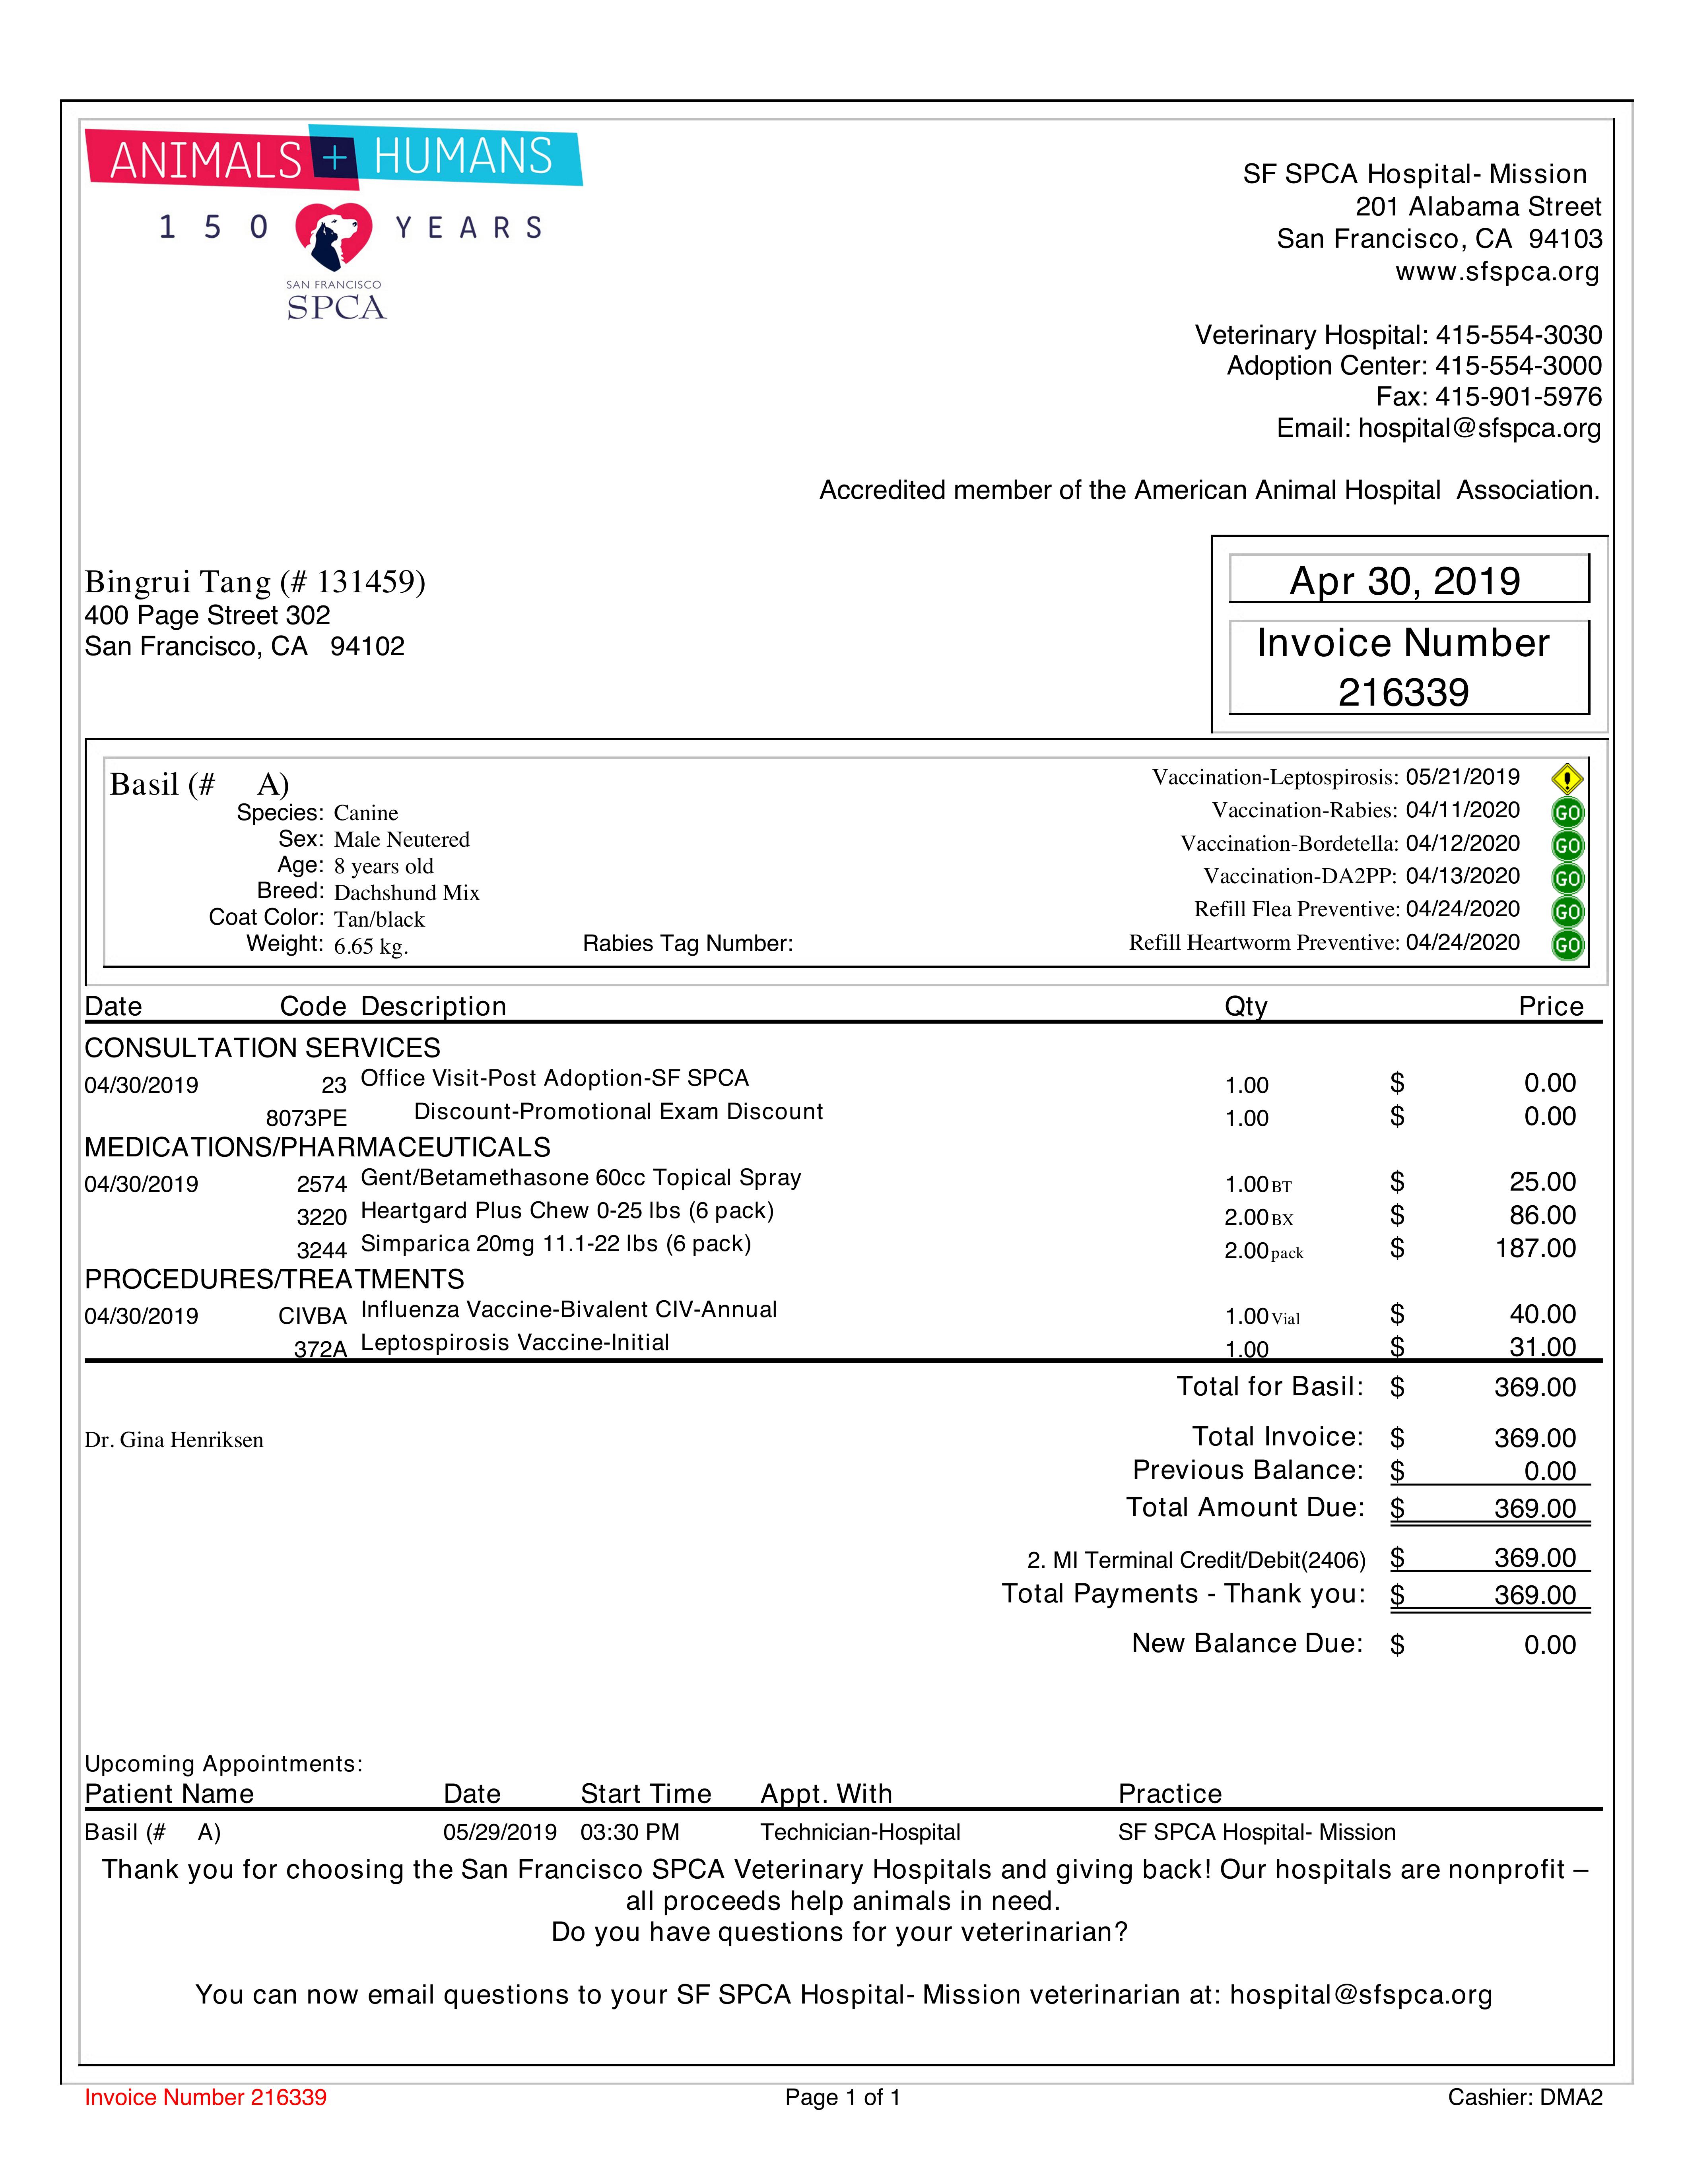 ANIMALS + HUMANS
150 YEARS
SAN FRANCISCO
SPCA
SF SPCA Hospital- Mission
201 Alabama Street
San Francisco, CA 94103
www.sfspca.org
Veterinary Hospital: 415-554-3030
Adoption Center: 415-554-3000
Fax: 415-901-5976
Email: hospital@sfspca.org
Accredited member of the American Animal Hospital Association.
Bingrui Tang (# 131459)
400 Page Street 302
San Francisco, CA 94102
Apr 30, 2019
Invoice Number
216339
Basil (# A)
Species: Canine
Sex: Male Neutered
Age: 8 years old
Breed: Dachshund Mix
Coat Color: Tan/black
Weight: 6.65 kg.
Rabies Tag Number:
Vaccination-Leptospirosis: 05/21/2019 !
Vaccination-Rabies: 04/11/2020 GO
Vaccination-Bordetella: 04/12/2020 GO
Vaccination-DA2PP: 04/13/2020 GO
Refill Flea Preventive: 04/24/2020 GO
Refill Heartworm Preventive: 04/24/2020 GO
Date Code Description Qty Price
CONSULTATION SERVICES
04/30/2019 23 Office Visit-Post Adoption-SF SPCA 1.00 $ 0.00
8073PE Discount-Promotional Exam Discount 1.00 $ 0.00
MEDICATIONS/PHARMACEUTICALS
04/30/2019 2574 Gent/Betamethasone 60cc Topical Spray 1.00 BT $ 25.00
3220 Heartgard Plus Chew 0-25 lbs (6 pack) 2.00 BX $ 86.00
3244 Simparica 20mg 11.1-22 lbs (6 pack) 2.00 pack $ 187.00
PROCEDURES/TREATMENTS
04/30/2019 CIVBA Influenza Vaccine-Bivalent CIV-Annual 1.00 Vial $ 40.00
372A Leptospirosis Vaccine-Initial 1.00 $ 31.00
Total for Basil: $ 369.00
Dr. Gina Henriksen
Total Invoice: $ 369.00
Previous Balance: $ 0.00
Total Amount Due: $ 369.00
2. MI Terminal Credit/Debit(2406) $ 369.00
Total Payments - Thank you: $ 369.00
New Balance Due: $ 0.00
Upcoming Appointments:
Patient Name Date Start Time Appt. With Practice
Basil (# A) 05/29/2019 03:30 PM Technician-Hospital SF SPCA Hospital- Mission
Thank you for choosing the San Francisco SPCA Veterinary Hospitals and giving back! Our hospitals are nonprofit –
all proceeds help animals in need.
Do you have questions for your veterinarian?
You can now email questions to your SF SPCA Hospital- Mission veterinarian at: hospital@sfspca.org
Invoice Number 216339 Page 1 of 1 Cashier: DMA2